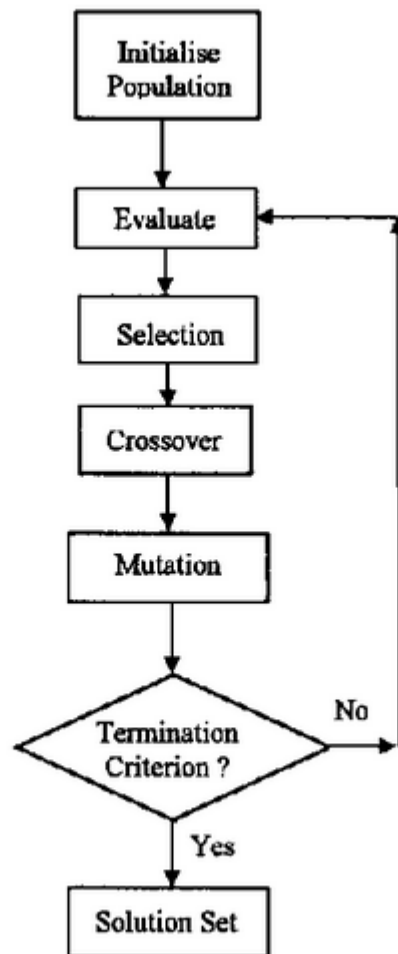 Initialise
Population
Evaluate
Selection
Crossover
Mutation
Termination
Criterion ?
No
Yes
Solution Set